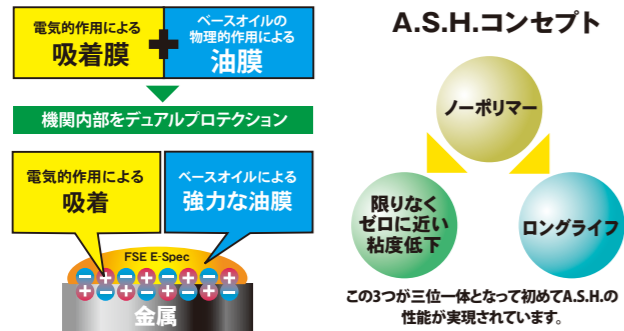 電気的作用による
吸着膜
+
ベースオイルの
物理的作用による
油膜
機関内部をデュアルプロテクション
電気的作用による
吸着
ベースオイルによる
強力な油膜
FSE E-Spec
−+−+−+−+−
+−+−+−+−+
金属
A.S.H.コンセプト
ノーポリマー
限りなく
ゼロに近い
粘度低下
ロングライフ
この3つが三位一体となって初めてA.S.H.の
性能が実現されています。